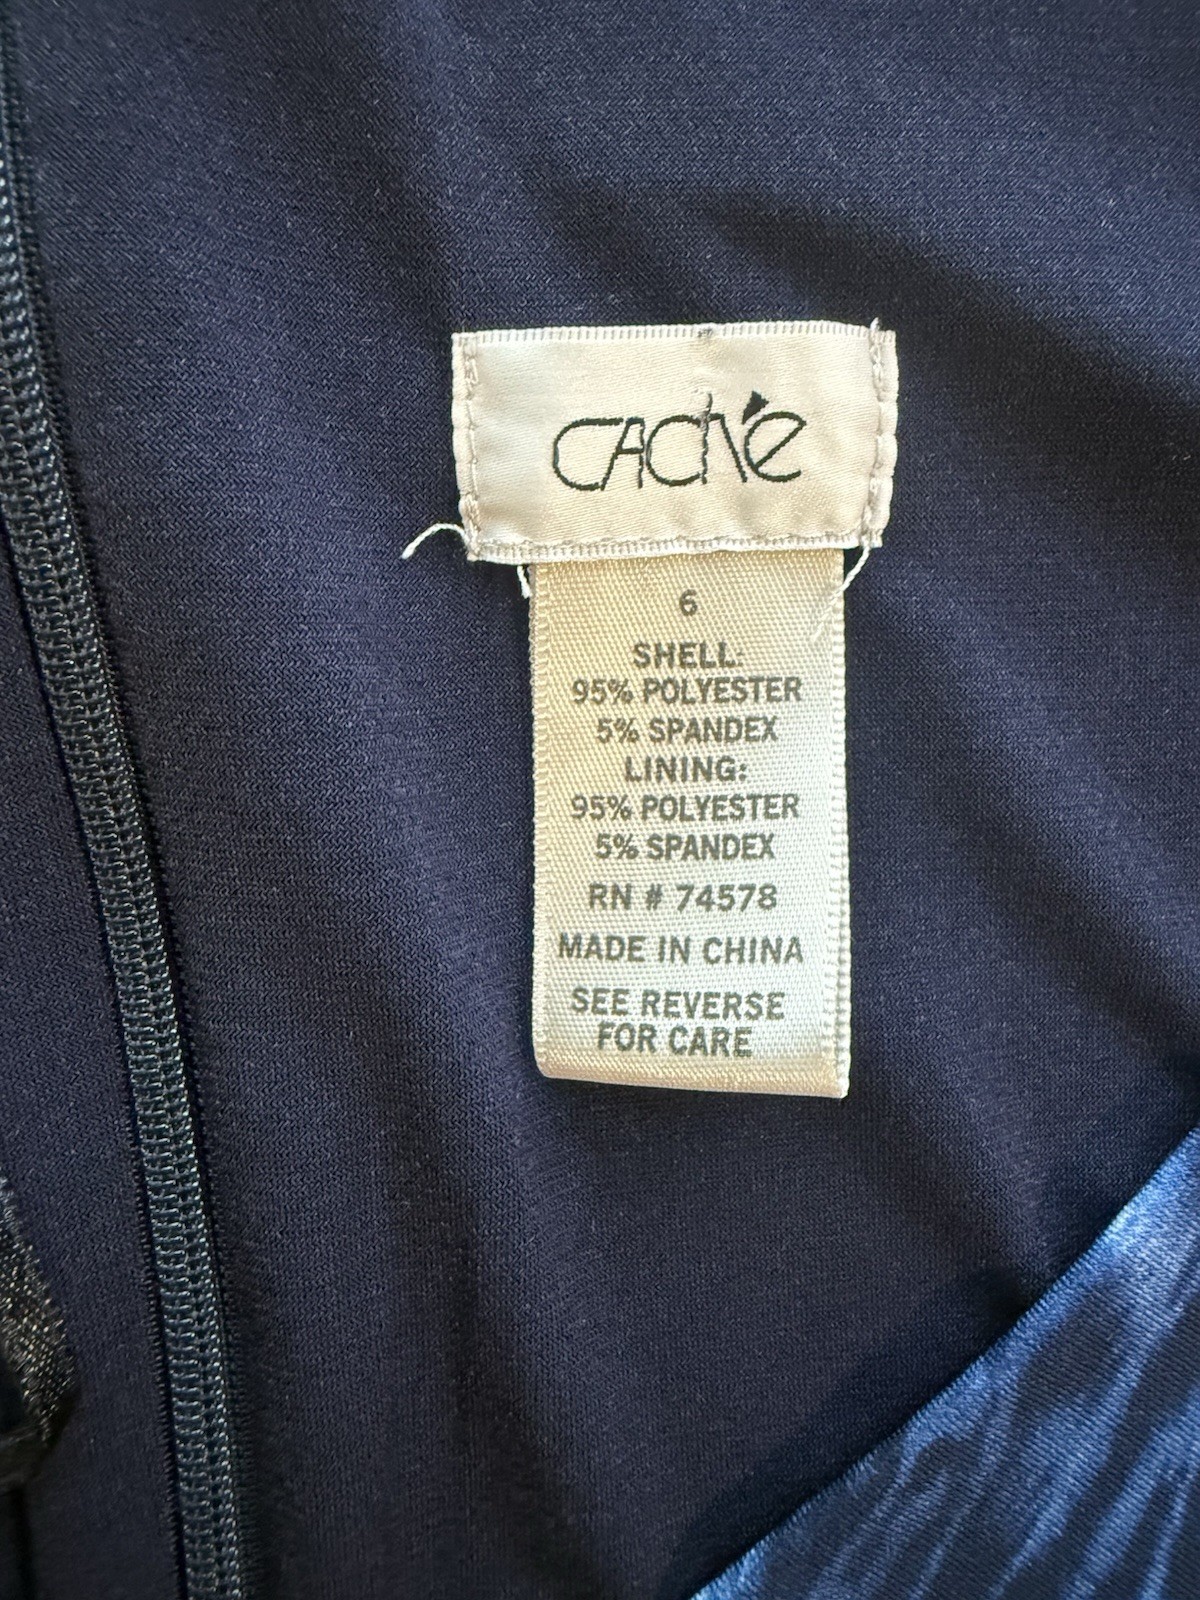 CACHé
6
SHELL:
95% POLYESTER
5% SPANDEX
LINING:
95% POLYESTER
5% SPANDEX
RN # 74578
MADE IN CHINA
SEE REVERSE
FOR CARE